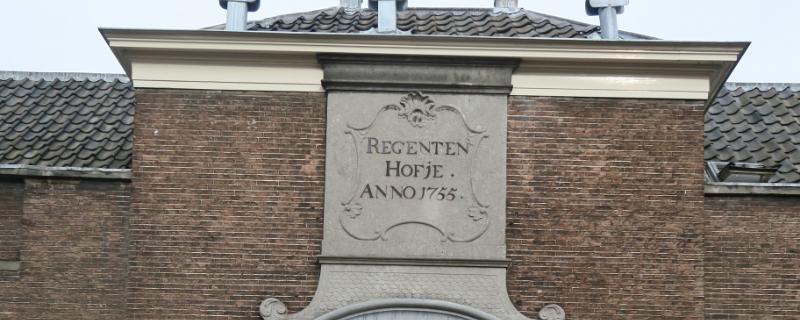 REGENTEN
HOFJE.
ANNO 1755.